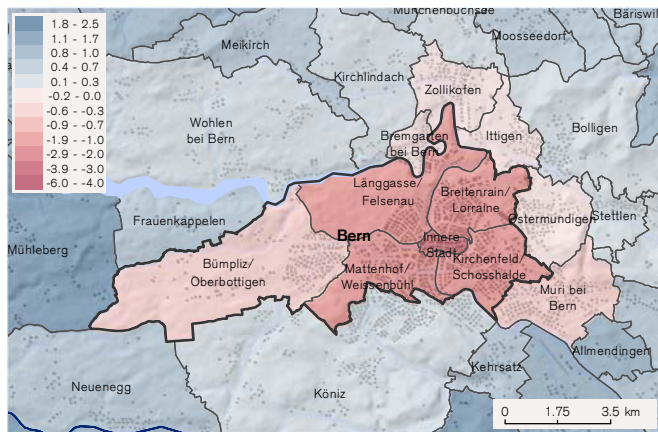 Münchenbuchsee
Bäriswil
1.8 - 2.5
1.1 - 1.7
0.8 - 1.0
0.4 - 0.7
0.1 - 0.3
-0.2 - 0.0
-0.6 - -0.3
-0.9 - -0.7
-1.9 - -1.0
-2.9 - -2.0
-3.9 - -3.0
-6.0 - -4.0
Meikirch
Moosseedorf
Kirchlindach
Zollikofen
Wohlen
bei Bern
Bremgarten
bei Bern
Ittigen
Bolligen
Länggasse/
Felsenau
Breitenrain/
Lorraine
Frauenkappelen
Ostermundigen
Stettlen
Mühleberg
Bern
Innere
Stadt
Bümpliz/
Oberbottigen
Mattenhof/
Weissenbühl
Kirchenfeld/
Schosshalde
Muri bei
Bern
Allmendingen
Kehrsatz
Neuenegg
Köniz
0 1.75 3.5 km